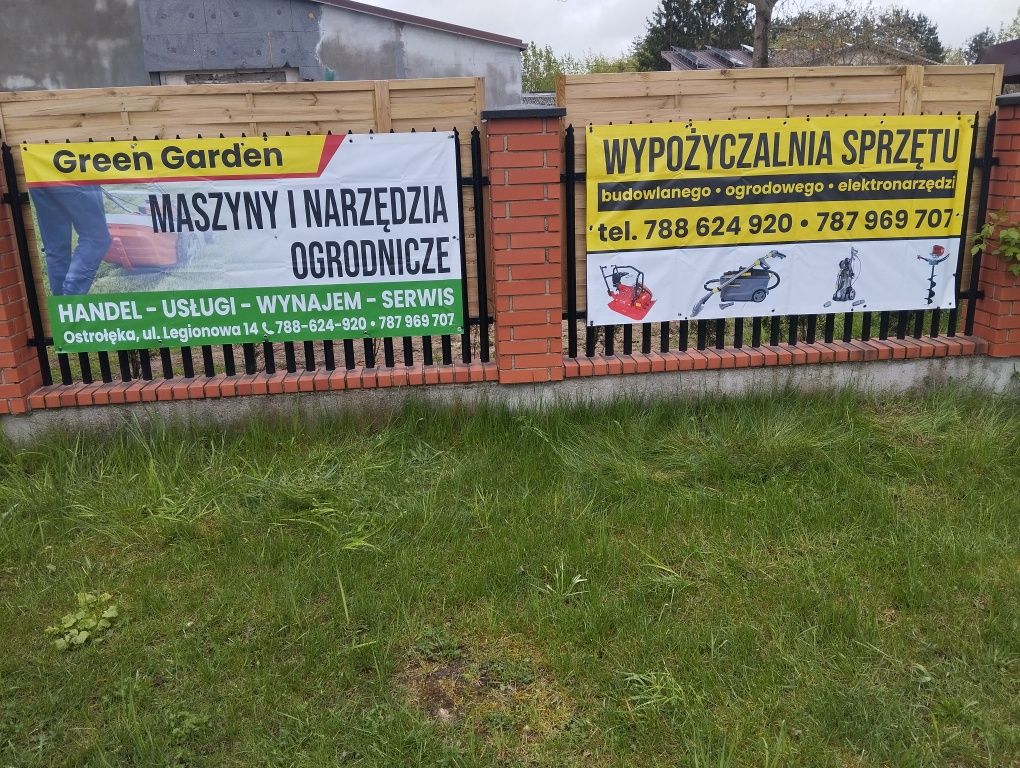 Green Garden
MASZYNY I NARZĘDZIA
OGRODNICZE
HANDEL - USŁUGI - WYNAJEM - SERWIS
Ostrołęka, ul. Legionowa 14 788-624-920 • 787 969 707
WYPOŻYCZALNIA SPRZĘTU
budowlanego • ogrodowego • elektronarzędzi
tel. 788 624 920 • 787 969 707